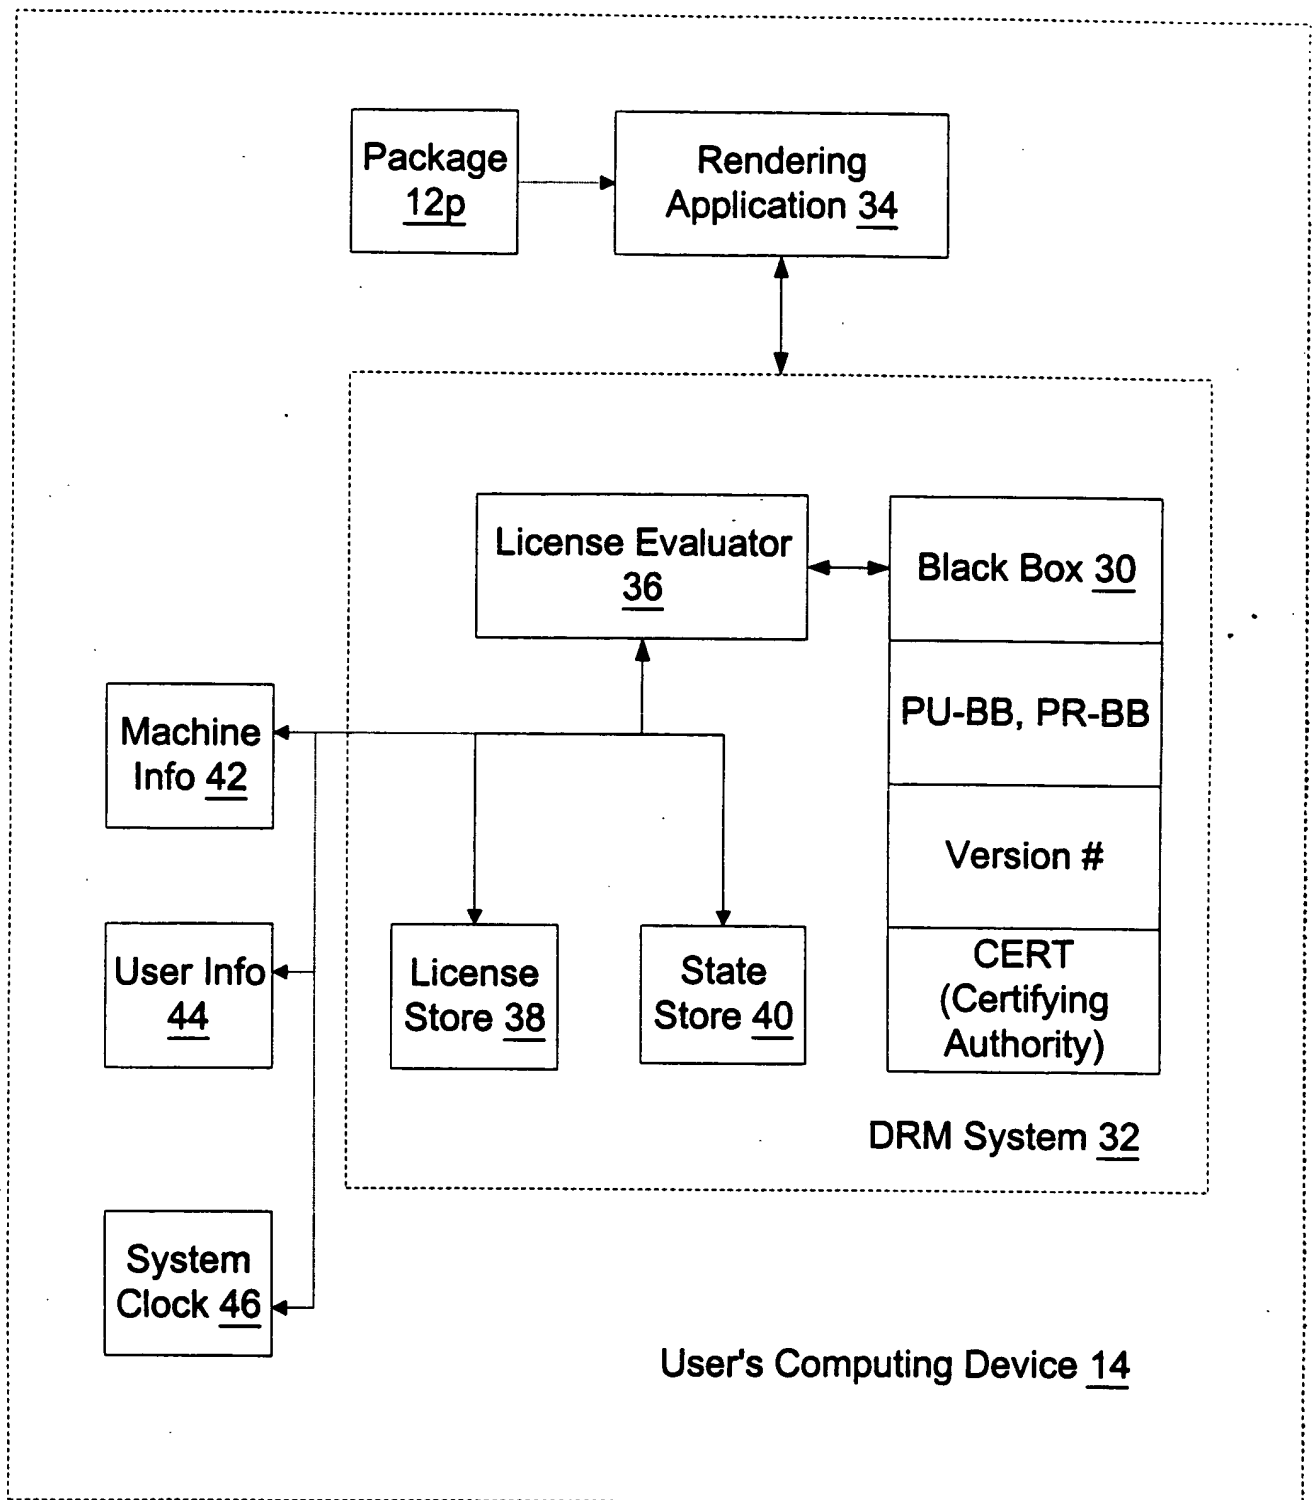 Package
12p
Rendering
Application 34
License Evaluator
36
Black Box 30
PU-BB, PR-BB
Version #
CERT
(Certifying
Authority)
Machine
Info 42
User Info
44
License
Store 38
State
Store 40
DRM System 32
System
Clock 46
User's Computing Device 14